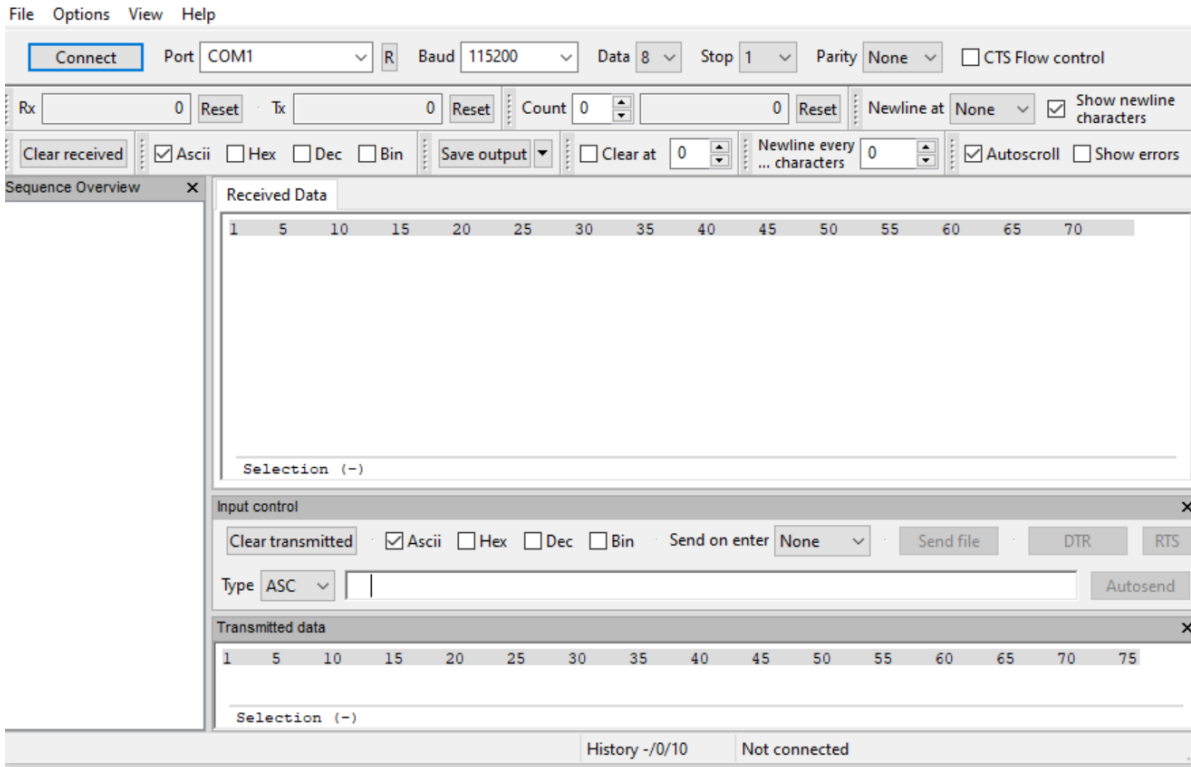 File Options View Help
Connect Port COM1 R Baud 115200 Data 8 Stop 1 Parity None CTS Flow control
Rx 0 Reset Tx 0 Reset Count 0 0 Reset Newline at None Show newline characters
Clear received Ascii Hex Dec Bin Save output Clear at 0 Newline every ... characters 0 Autoscroll Show errors
Sequence Overview X
Received Data
1 5 10 15 20 25 30 35 40 45 50 55 60 65 70
Selection (-)
Input control X
Clear transmitted Ascii Hex Dec Bin Send on enter None Send file DTR RTS
Type ASC Autosend
Transmitted data X
1 5 10 15 20 25 30 35 40 45 50 55 60 65 70 75
Selection (-)
History -/0/10 Not connected